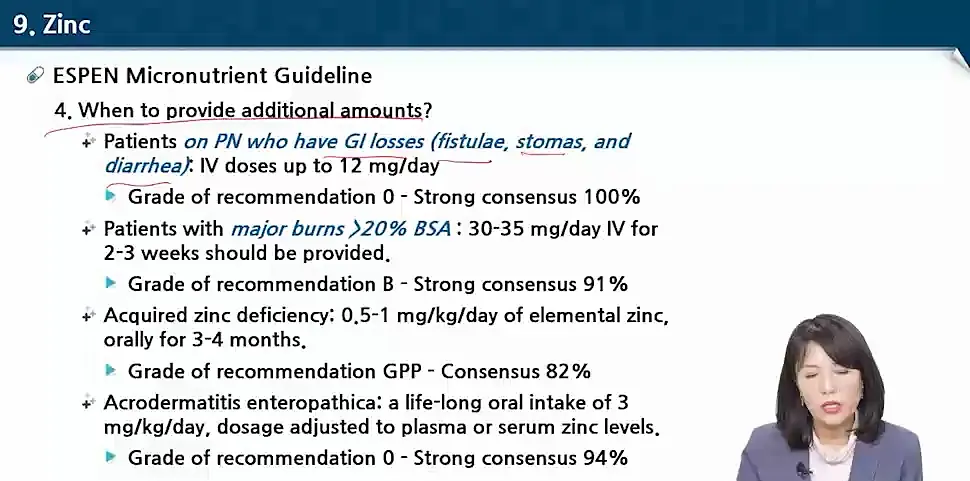 9. Zinc
ESPEN Micronutrient Guideline
4. When to provide additional amounts?
Patients on PN who have GI losses (fistulae, stomas, and
diarrhea): IV doses up to 12 mg/day
Grade of recommendation 0 - Strong consensus 100%
Patients with major burns >20% BSA : 30-35 mg/day IV for
2-3 weeks should be provided.
Grade of recommendation B - Strong consensus 91%
Acquired zinc deficiency: 0.5-1 mg/kg/day of elemental zinc,
orally for 3-4 months.
Grade of recommendation GPP - Consensus 82%
Acrodermatitis enteropathica: a life-long oral intake of 3
mg/kg/day, dosage adjusted to plasma or serum zinc levels.
Grade of recommendation 0 - Strong consensus 94%